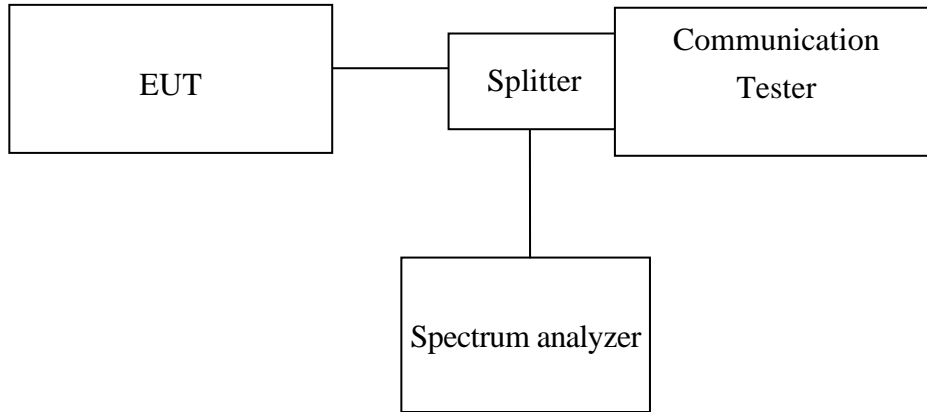 EUT
Splitter
Communication
Tester
Spectrum analyzer